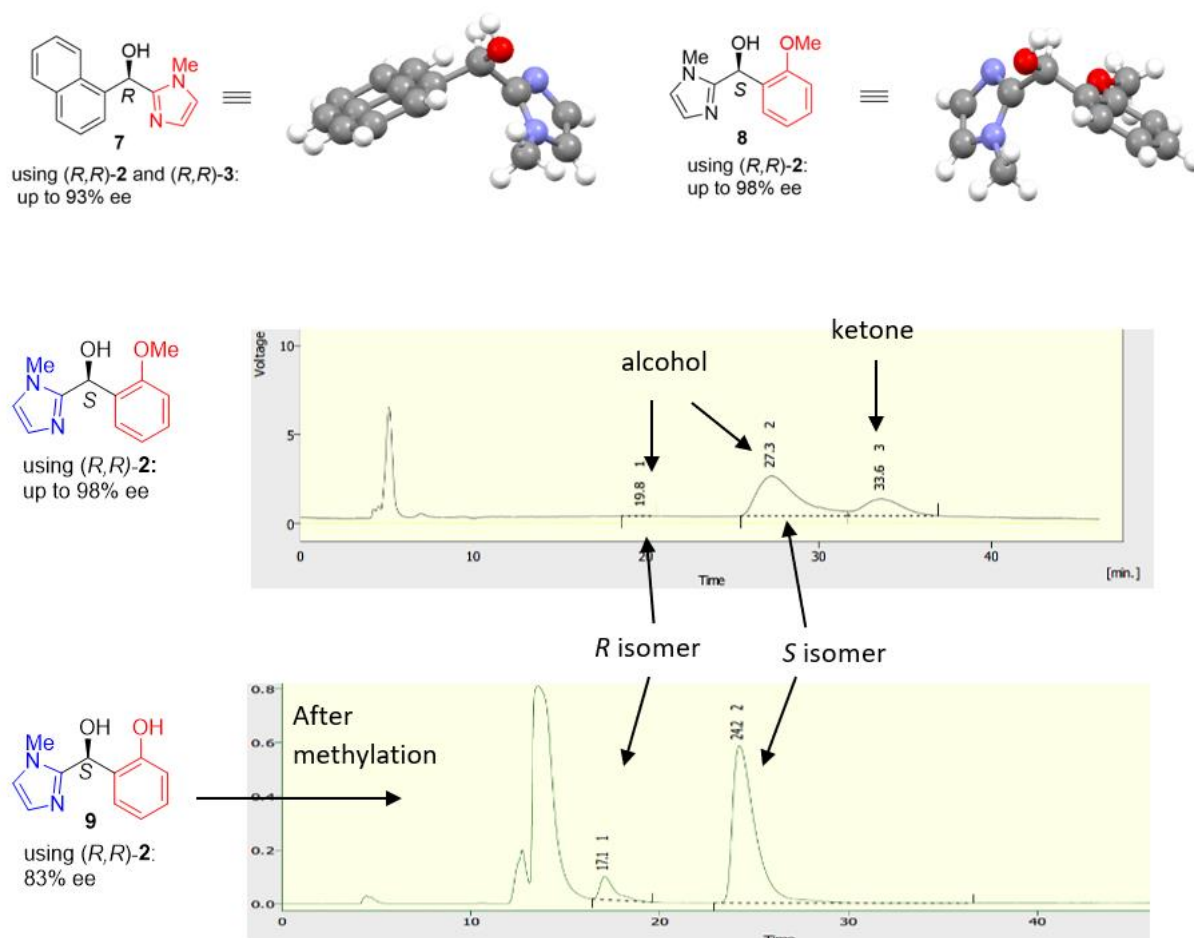 OH
Me
N
R
N
7
using (R,R)-2 and (R,R)-3:
up to 93% ee
Me
OH
OMe
N
S
N
8
using (R,R)-2:
up to 98% ee
Me
OH
OMe
N
S
N
using (R,R)-2:
up to 98% ee
Voltage
10
5
0
0
10
20
30
40
Time
[min.]
alcohol
ketone
19.8 1
27.3 2
33.6 3
R isomer
S isomer
Me
OH
OH
N
S
N
9
using (R,R)-2:
83% ee
After
methylation
0.8
0.6
0.4
0.2
0.0
0
10
20
30
40
Time
17.1 1
24.2 2